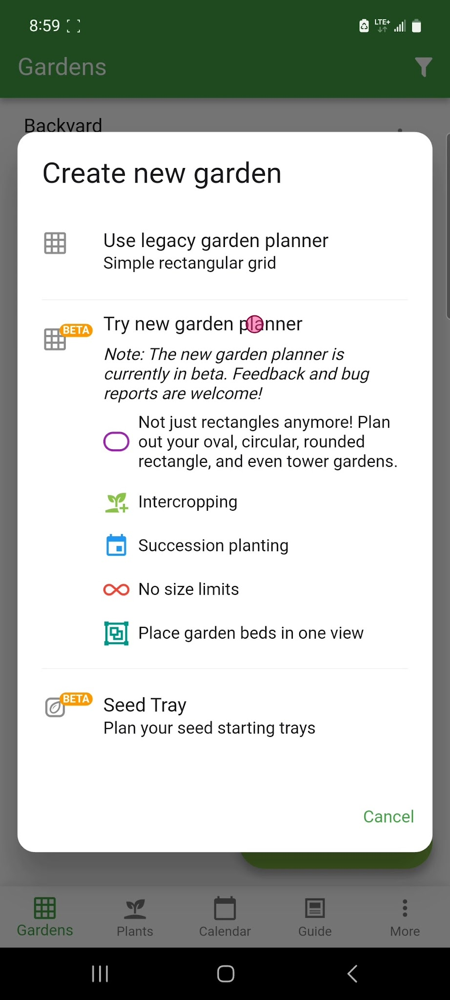 8:59
LTE+
Gardens
Backyard
Create new garden
Use legacy garden planner
Simple rectangular grid
BETA
Try new garden planner
Note: The new garden planner is
currently in beta. Feedback and bug
reports are welcome!
Not just rectangles anymore! Plan
out your oval, circular, rounded
rectangle, and even tower gardens.
Intercropping
Succession planting
No size limits
Place garden beds in one view
BETA
Seed Tray
Plan your seed starting trays
Cancel
Gardens
Plants
Calendar
Guide
More